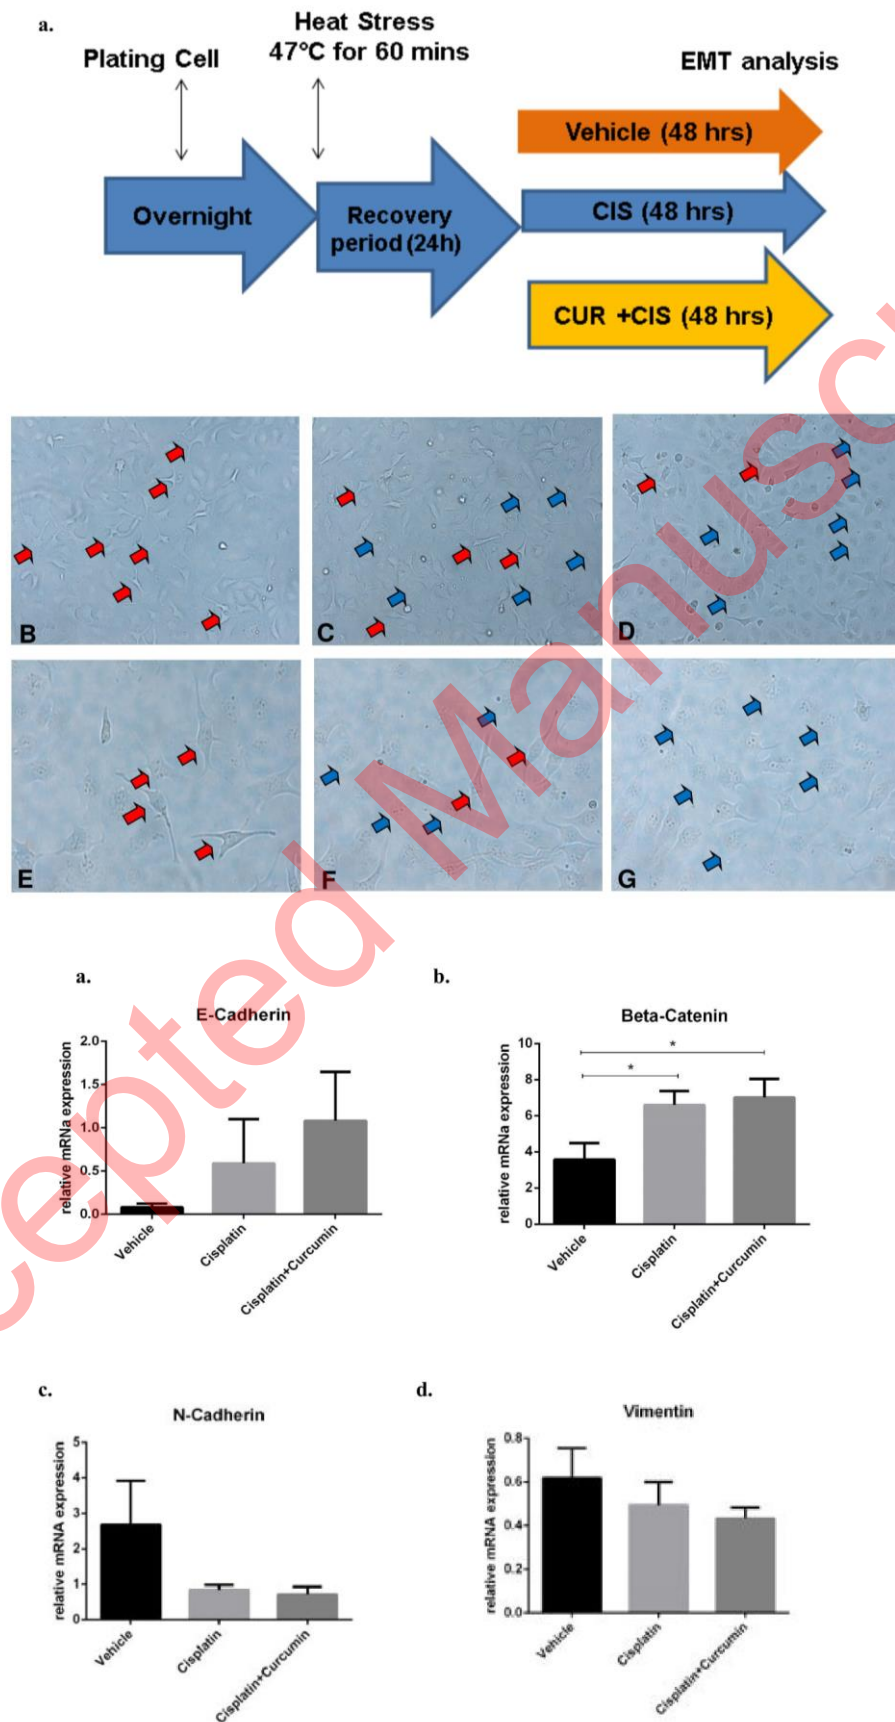 a.
Heat Stress
47°C for 60 mins
Plating Cell
EMT analysis
Vehicle (48 hrs)
Overnight
Recovery
period (24h)
CIS (48 hrs)
CUR +CIS (48 hrs)
B
C
D
E
F
G
a.
E-Cadherin
relative mRNa expression
2.0
1.5
1.0
0.5
0.0
Vehicle
Cisplatin
Cisplatin+Curcumin
b.
Beta-Catenin
relative mRNa expression
10
8
6
4
2
0
*
*
Vehicle
Cisplatin
Cisplatin+Curcumin
c.
N-Cadherin
relative mRNA expression
5
4
3
2
1
0
Vehicle
Cisplatin
Cisplatin+Curcumin
d.
Vimentin
relative mRNA expression
0.8
0.6
0.4
0.2
0.0
Vehicle
Cisplatin
Cisplatin+Curcumin
cepted Manusc